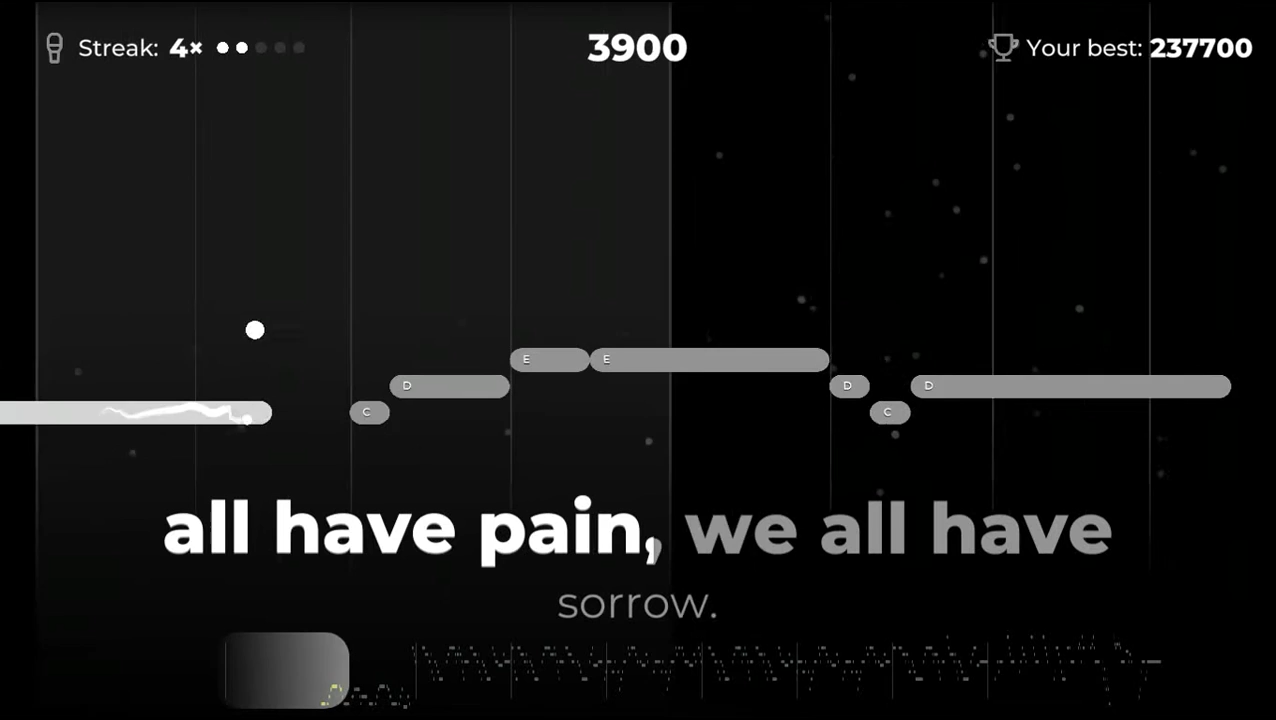 Streak: 4×
3900
Your best: 237700
C D E E D C D
all have pain, we all have
sorrow.